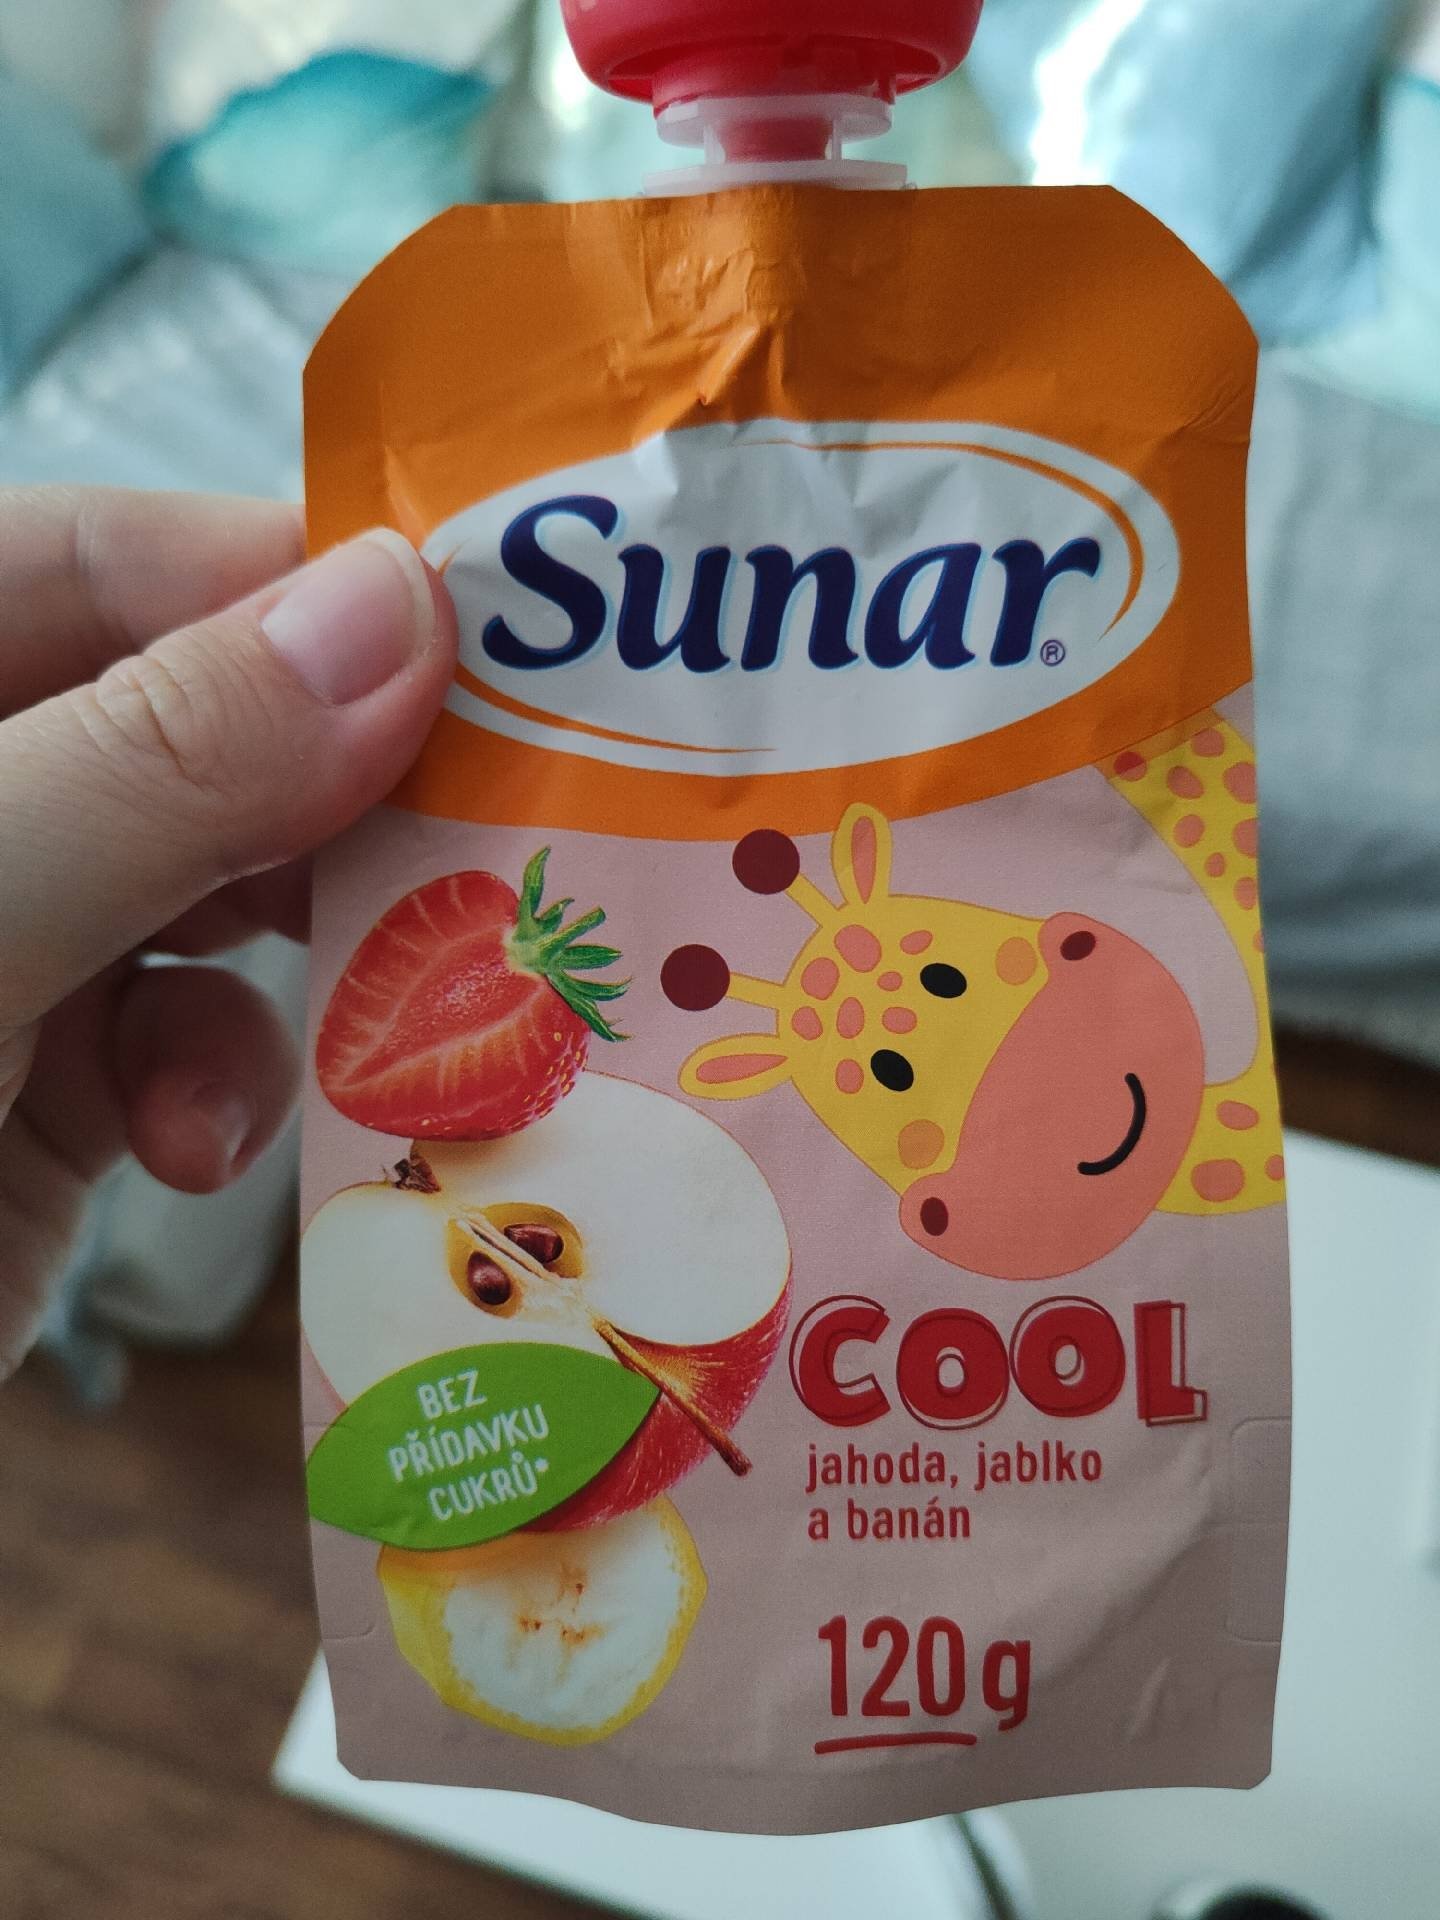 Sunar®
COOL
jahoda, jablko
a banán
BEZ
PŘÍDAVKU
CUKRŮ*
120g